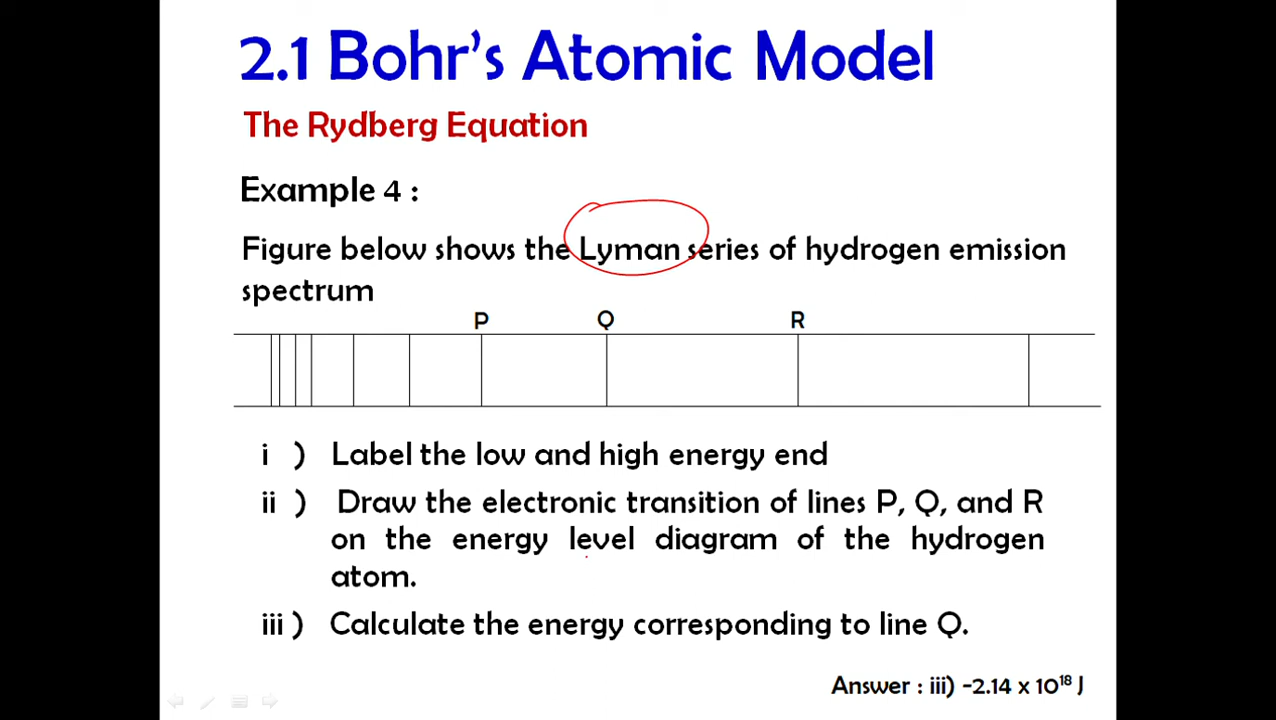 2.1 Bohr's Atomic Model
The Rydberg Equation
Example 4 :
Figure below shows the Lyman series of hydrogen emission
spectrum
P Q R
i ) Label the low and high energy end
ii ) Draw the electronic transition of lines P, Q, and R
on the energy level diagram of the hydrogen
atom.
iii ) Calculate the energy corresponding to line Q.
Answer : iii) -2.14 x 10¹⁸ J